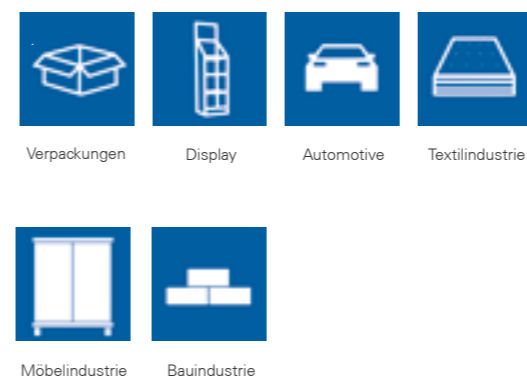 Verpackungen
Display
Automotive
Textilindustrie
Möbelindustrie
Bauindustrie